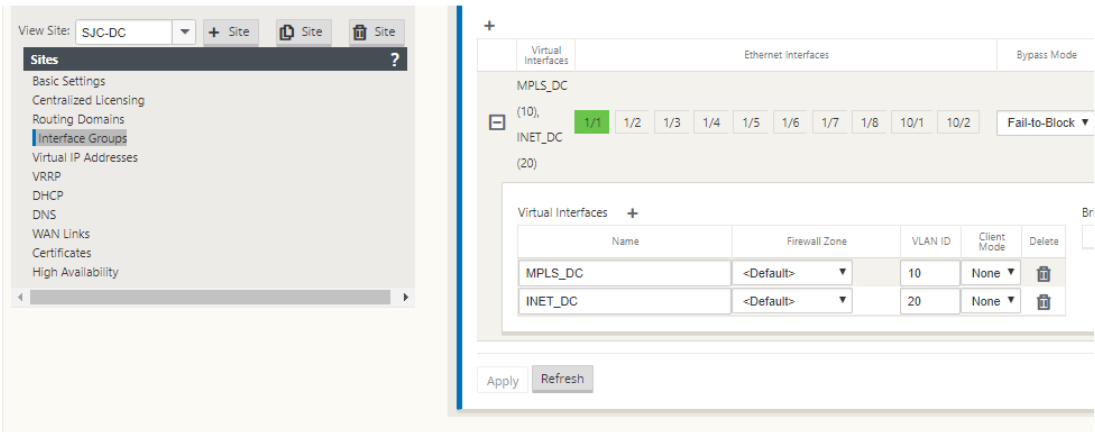 View Site: SJC-DC + Site Site Site
Sites ?
Basic Settings
Centralized Licensing
Routing Domains
Interface Groups
Virtual IP Addresses
VRRP
DHCP
DNS
WAN Links
Certificates
High Availability
+
Virtual Interfaces Ethernet Interfaces Bypass Mode
MPLS_DC
(10),
INET_DC
(20)
1/1 1/2 1/3 1/4 1/5 1/6 1/7 1/8 10/1 10/2 Fail-to-Block
Virtual Interfaces + Bri
Name Firewall Zone VLAN ID Client Mode Delete
MPLS_DC <Default> 10 None
INET_DC <Default> 20 None
Apply Refresh